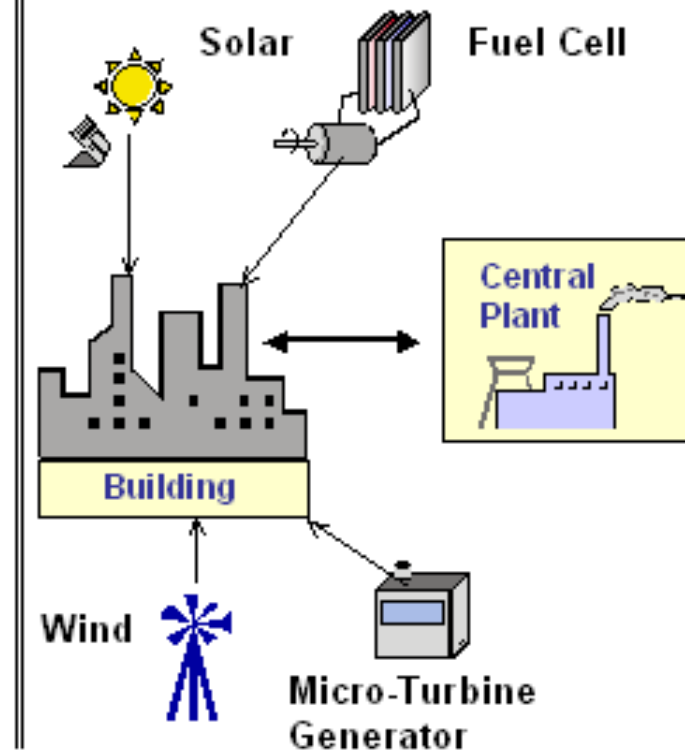 Solar
Fuel Cell
Central
Plant
Building
Wind
Micro-Turbine
Generator